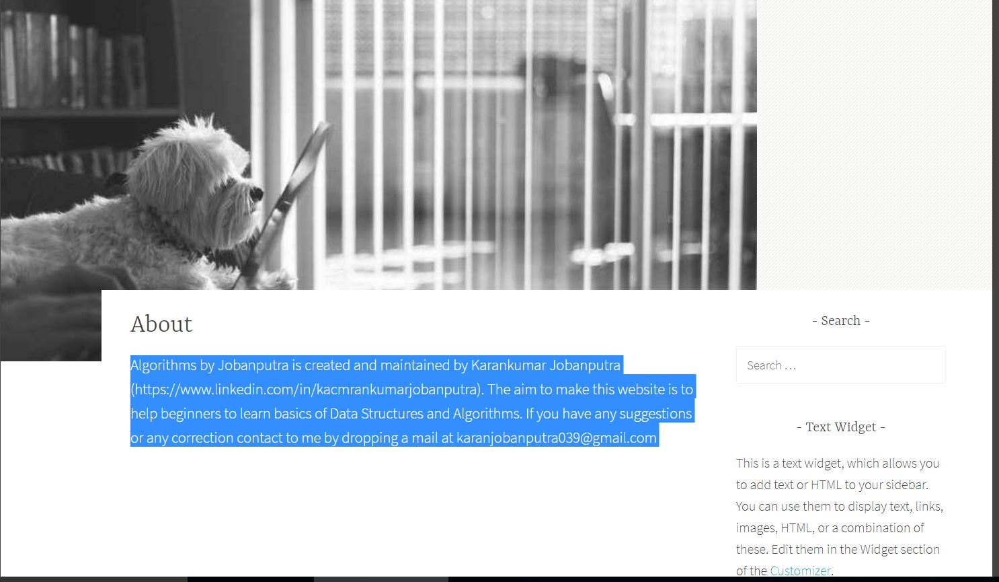 About
Algorithms by Jobanputra is created and maintained by Karankumar Jobanputra
(https://www.linkedin.com/in/kacmrankumarjobanputra). The aim to make this website is to
help beginners to learn basics of Data Structures and Algorithms. If you have any suggestions
or any correction contact to me by dropping a mail at karanjobanputra039@gmail.com
- Search -
Search …
- Text Widget -
This is a text widget, which allows you
to add text or HTML to your sidebar.
You can use them to display text, links,
images, HTML, or a combination of
these. Edit them in the Widget section
of the Customizer.